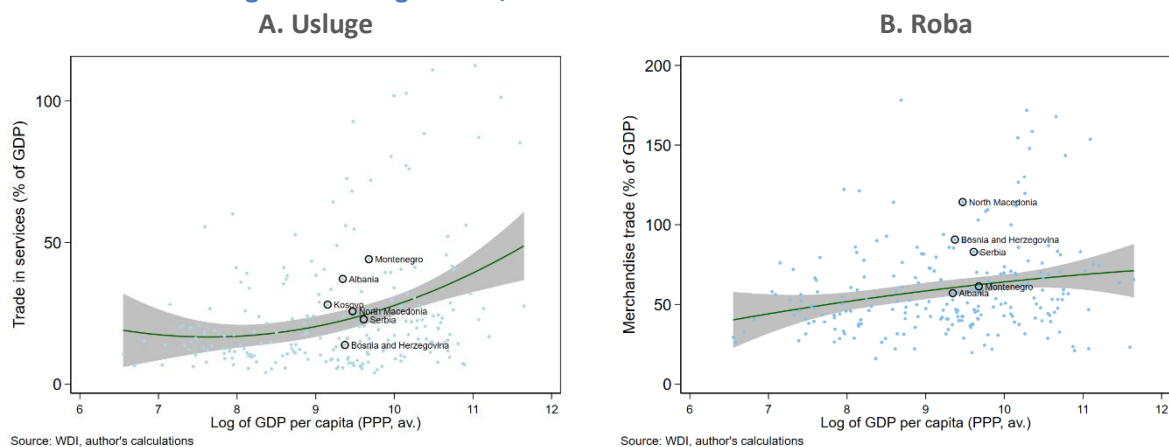 A. Usluge
Trade in services (% of GDP)
100
50
0
Montenegro
Albania
Kosovo
North Macedonia
Serbia
Bosnia and Herzegovina
6 7 8 9 10 11 12
Log of GDP per capita (PPP, av.)
Source: WDI, author's calculations
B. Roba
Merchandise trade (% of GDP)
200
150
100
50
0
North Macedonia
Bosnia and Herzegovina
Serbia
Montenegro
Albania
6 7 8 9 10 11 12
Log of GDP per capita (PPP, av.)
Source: WDI, author's calculations